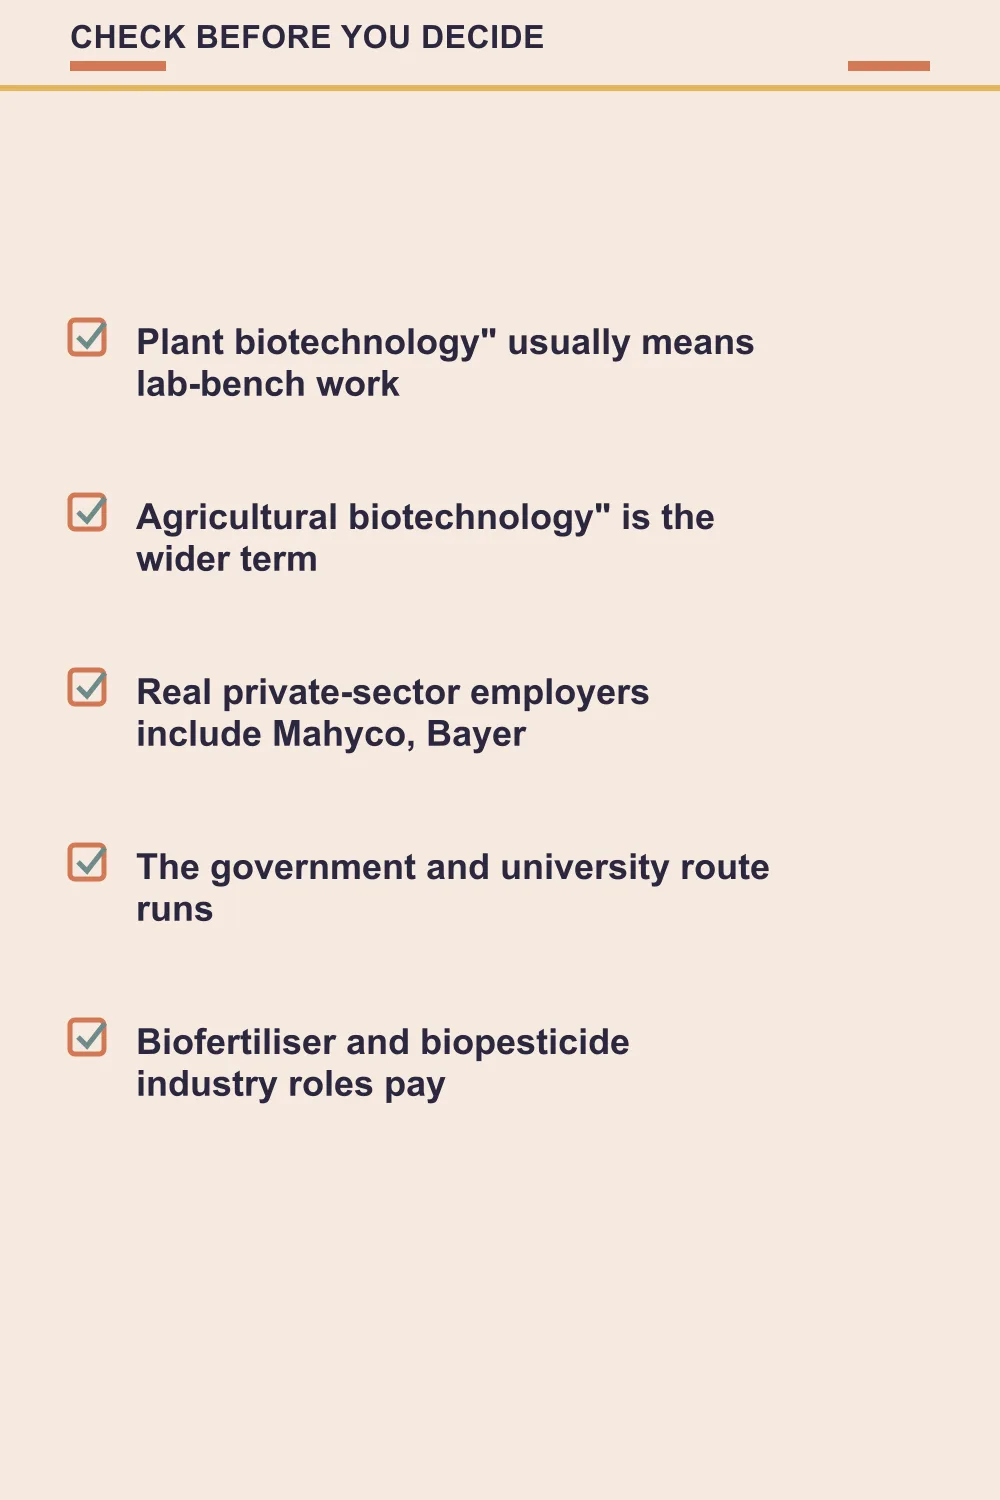 CHECK BEFORE YOU DECIDE
Plant biotechnology" usually means
lab-bench work
Agricultural biotechnology" is the
wider term
Real private-sector employers
include Mahyco, Bayer
The government and university route
runs
Biofertiliser and biopesticide
industry roles pay